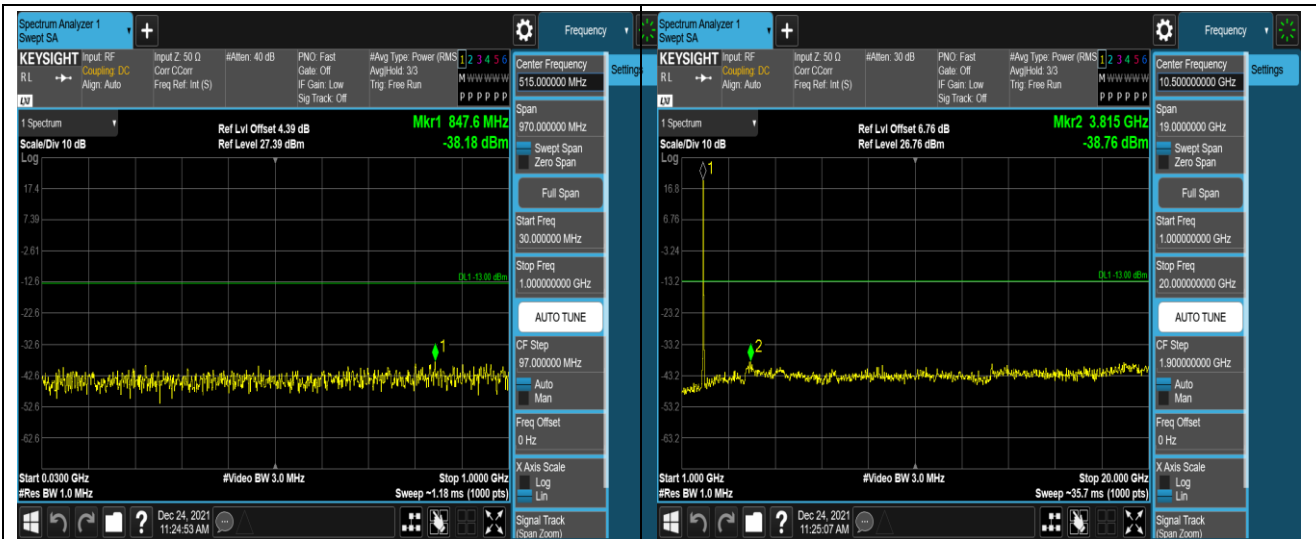 Spectrum Analyzer 1
Swept SA
+
Frequency
KEYSIGHT
Input: RF
Coupling: DC
Align: Auto
Input Z: 50 Ω
Corr CCorr
Freq Ref: Int (S)
#Atten: 40 dB
PNO: Fast
Gate: Off
IF Gain: Low
Sig Track: Off
#Avg Type: Power (RMS
Avg|Hold: 3/3
Trig: Free Run
1 2 3 4 5 6
M W W W W W
P P P P P P
RL
LXI
Center Frequency
515.000000 MHz
Settings
Span
970.000000 MHz
Swept Span
Zero Span
Full Span
Start Freq
30.000000 MHz
Stop Freq
1.000000000 GHz
AUTO TUNE
CF Step
97.000000 MHz
Auto
Man
Freq Offset
0 Hz
X Axis Scale
Log
Lin
Signal Track
(Span Zoom)
1 Spectrum
Scale/Div 10 dB
Log
Ref Lvl Offset 4.39 dB
Ref Level 27.39 dBm
Mkr1 847.6 MHz
-38.18 dBm
17.4
7.39
-2.61
-12.6
-22.6
-32.6
-42.6
-52.6
-62.6
DL1 -13.00 dBm
1
Start 0.0300 GHz
#Res BW 1.0 MHz
#Video BW 3.0 MHz
Stop 1.0000 GHz
Sweep ~1.18 ms (1000 pts)
?
Dec 24, 2021
11:24:53 AM
Spectrum Analyzer 1
Swept SA
+
Frequency
KEYSIGHT
Input: RF
Coupling: DC
Align: Auto
Input Z: 50 Ω
Corr CCorr
Freq Ref: Int (S)
#Atten: 30 dB
PNO: Fast
Gate: Off
IF Gain: Low
Sig Track: Off
#Avg Type: Power (RMS
Avg|Hold: 3/3
Trig: Free Run
1 2 3 4 5 6
M W W W W W
P P P P P P
RL
LXI
Center Frequency
10.500000000 GHz
Settings
Span
19.0000000 GHz
Swept Span
Zero Span
Full Span
Start Freq
1.000000000 GHz
Stop Freq
20.000000000 GHz
AUTO TUNE
CF Step
1.900000000 GHz
Auto
Man
Freq Offset
0 Hz
X Axis Scale
Log
Lin
Signal Track
(Span Zoom)
1 Spectrum
Scale/Div 10 dB
Log
Ref Lvl Offset 6.76 dB
Ref Level 26.76 dBm
Mkr2 3.815 GHz
-38.76 dBm
16.8
6.76
-3.24
-13.2
-23.2
-33.2
-43.2
-53.2
-63.2
DL1 -13.00 dBm
1
2
Start 1.000 GHz
#Res BW 1.0 MHz
#Video BW 3.0 MHz
Stop 20.000 GHz
Sweep ~35.7 ms (1000 pts)
?
Dec 24, 2021
11:25:07 AM